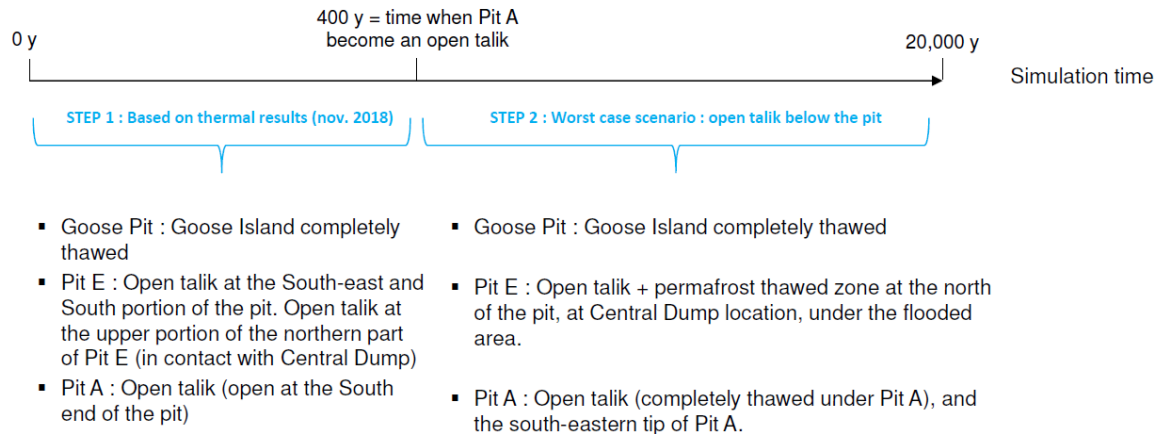 400 y = time when Pit A
become an open talik
0 y
20,000 y
Simulation time
STEP 1 : Based on thermal results (nov. 2018)
STEP 2 : Worst case scenario : open talik below the pit
▪ Goose Pit : Goose Island completely
thawed
▪ Pit E : Open talik at the South-east and
South portion of the pit. Open talik at
the upper portion of the northern part
of Pit E (in contact with Central Dump)
▪ Pit A : Open talik (open at the South
end of the pit)
▪ Goose Pit : Goose Island completely thawed
▪ Pit E : Open talik + permafrost thawed zone at the north
of the pit, at Central Dump location, under the flooded
area.
▪ Pit A : Open talik (completely thawed under Pit A), and
the south-eastern tip of Pit A.